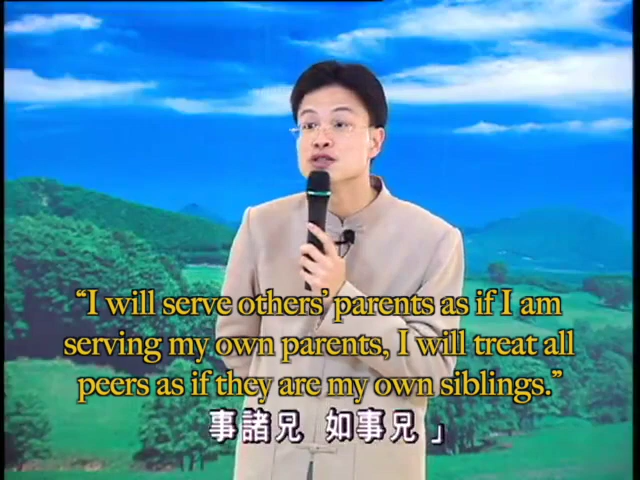 “I will serve others’ parents as if I am
serving my own parents, I will treat all
peers as if they are my own siblings.”
事諸兄 如事兄」